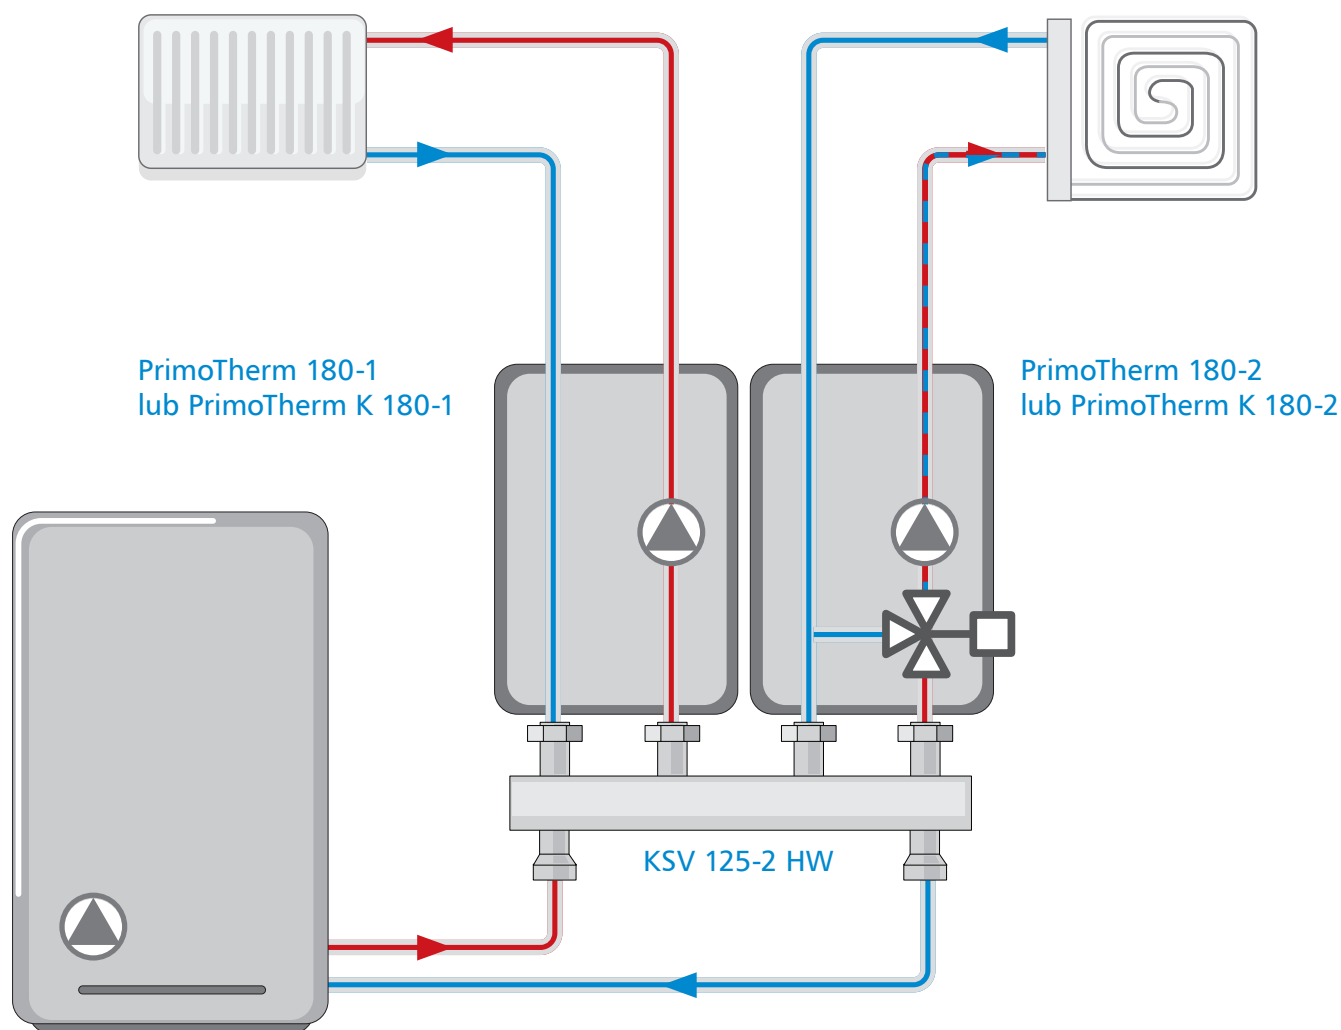 PrimoTherm 180-1
lub PrimoTherm K 180-1
PrimoTherm 180-2
lub PrimoTherm K 180-2
KSV 125-2 HW